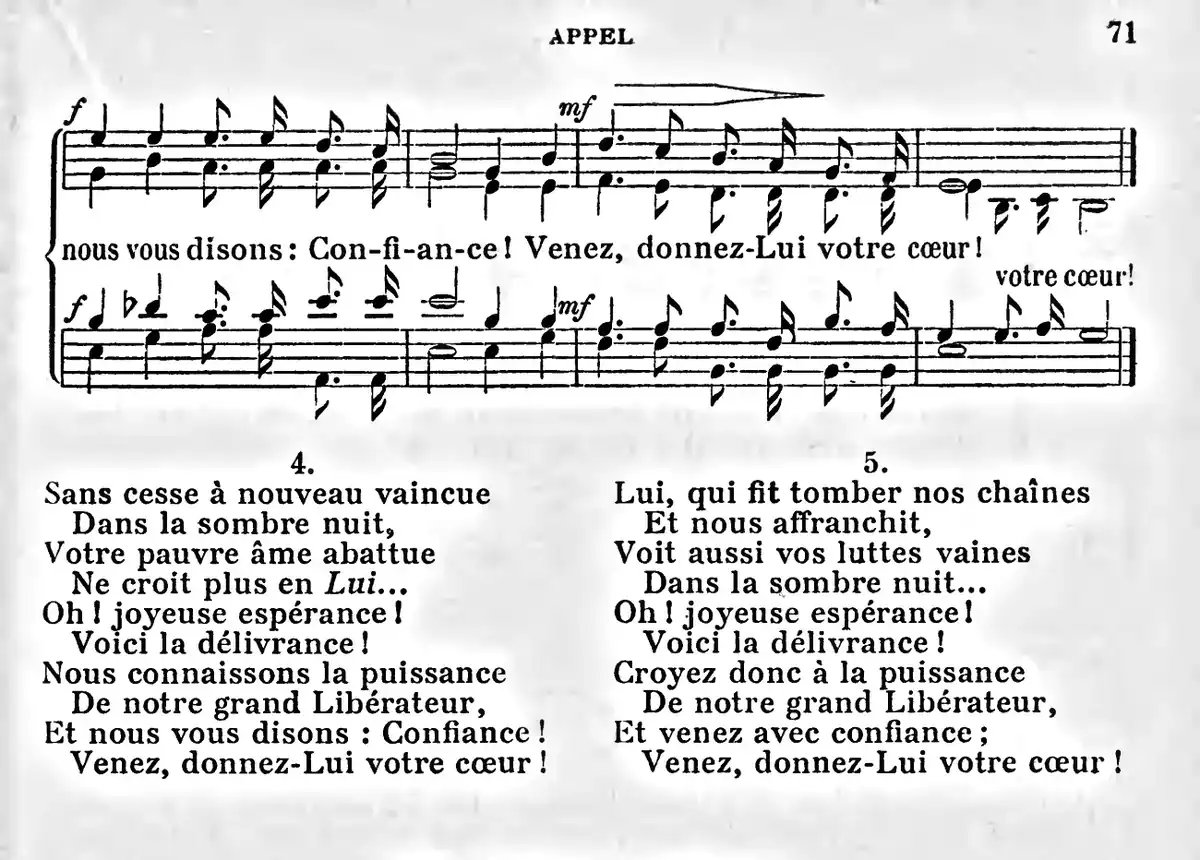 APPEL 71
f mf
nous vous disons : Con-fi-an-ce ! Venez, donnez-Lui votre cœur !
votre cœur!
f mf
4.
Sans cesse à nouveau vaincue
Dans la sombre nuit,
Votre pauvre âme abattue
Ne croit plus en Lui...
Oh ! joyeuse espérance !
Voici la délivrance !
Nous connaissons la puissance
De notre grand Libérateur,
Et nous vous disons : Confiance !
Venez, donnez-Lui votre cœur !
5.
Lui, qui fit tomber nos chaînes
Et nous affranchit,
Voit aussi vos luttes vaines
Dans la sombre nuit...
Oh ! joyeuse espérance !
Voici la délivrance !
Croyez donc à la puissance
De notre grand Libérateur,
Et venez avec confiance ;
Venez, donnez-Lui votre cœur !